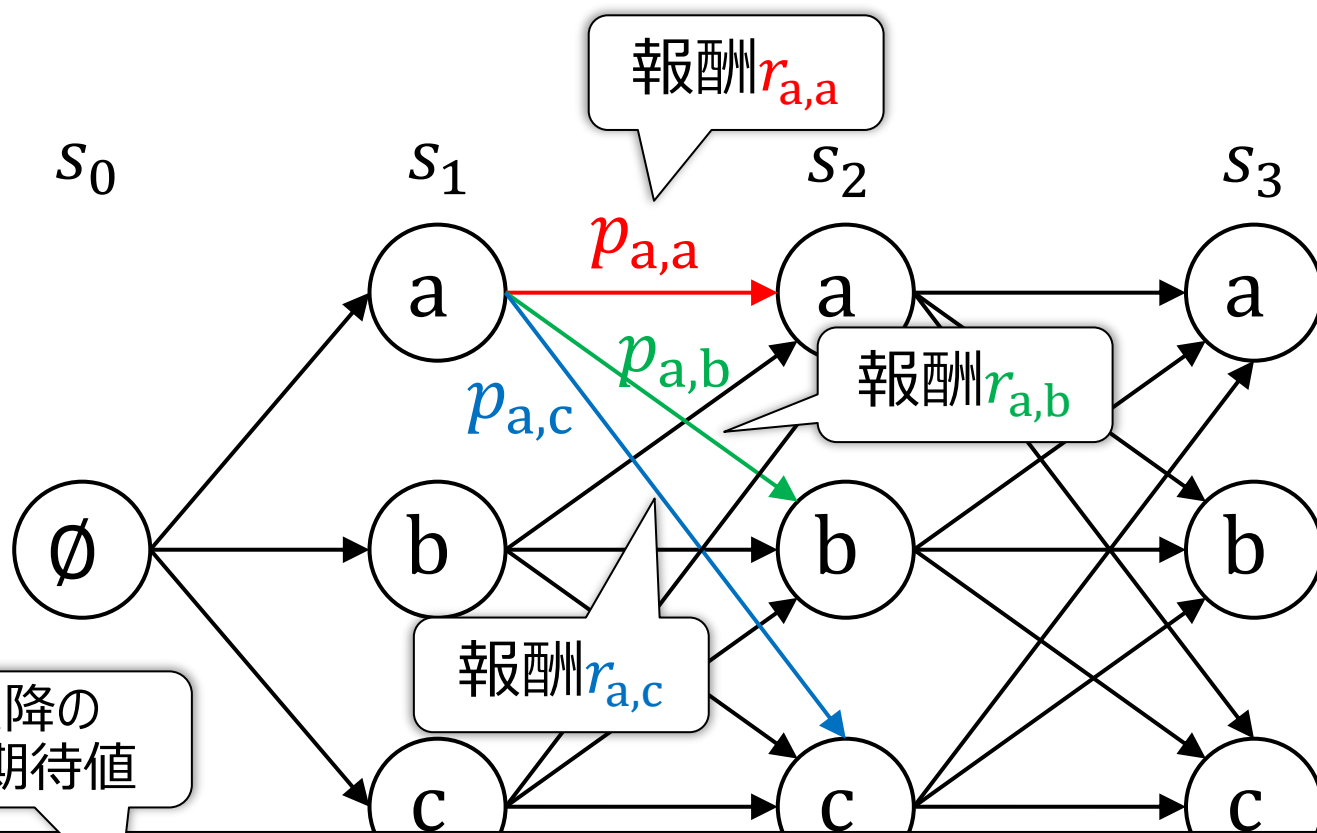 報酬r_{a,a}
s_0
s_1
s_2
s_3
p_{a,a}
a
a
a
p_{a,b}
報酬r_{a,b}
p_{a,c}
∅
b
b
b
報酬r_{a,c}
降の
期待値
c
c
c